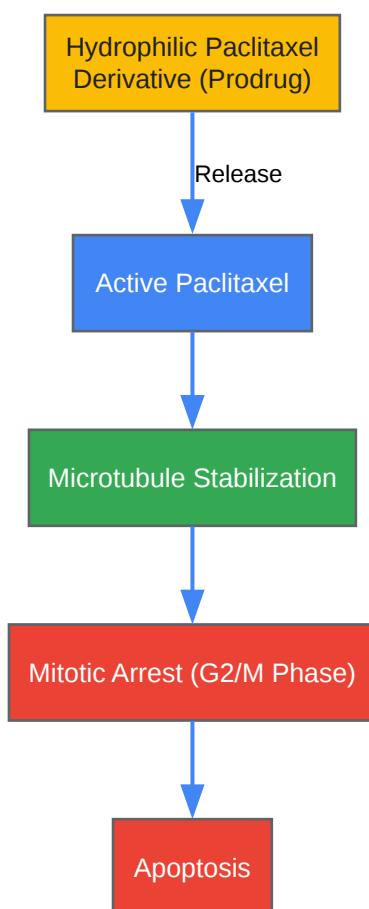 Hydrophilic Paclitaxel
Derivative (Prodrug)
Release
Active Paclitaxel
Microtubule Stabilization
Mitotic Arrest (G2/M Phase)
Apoptosis